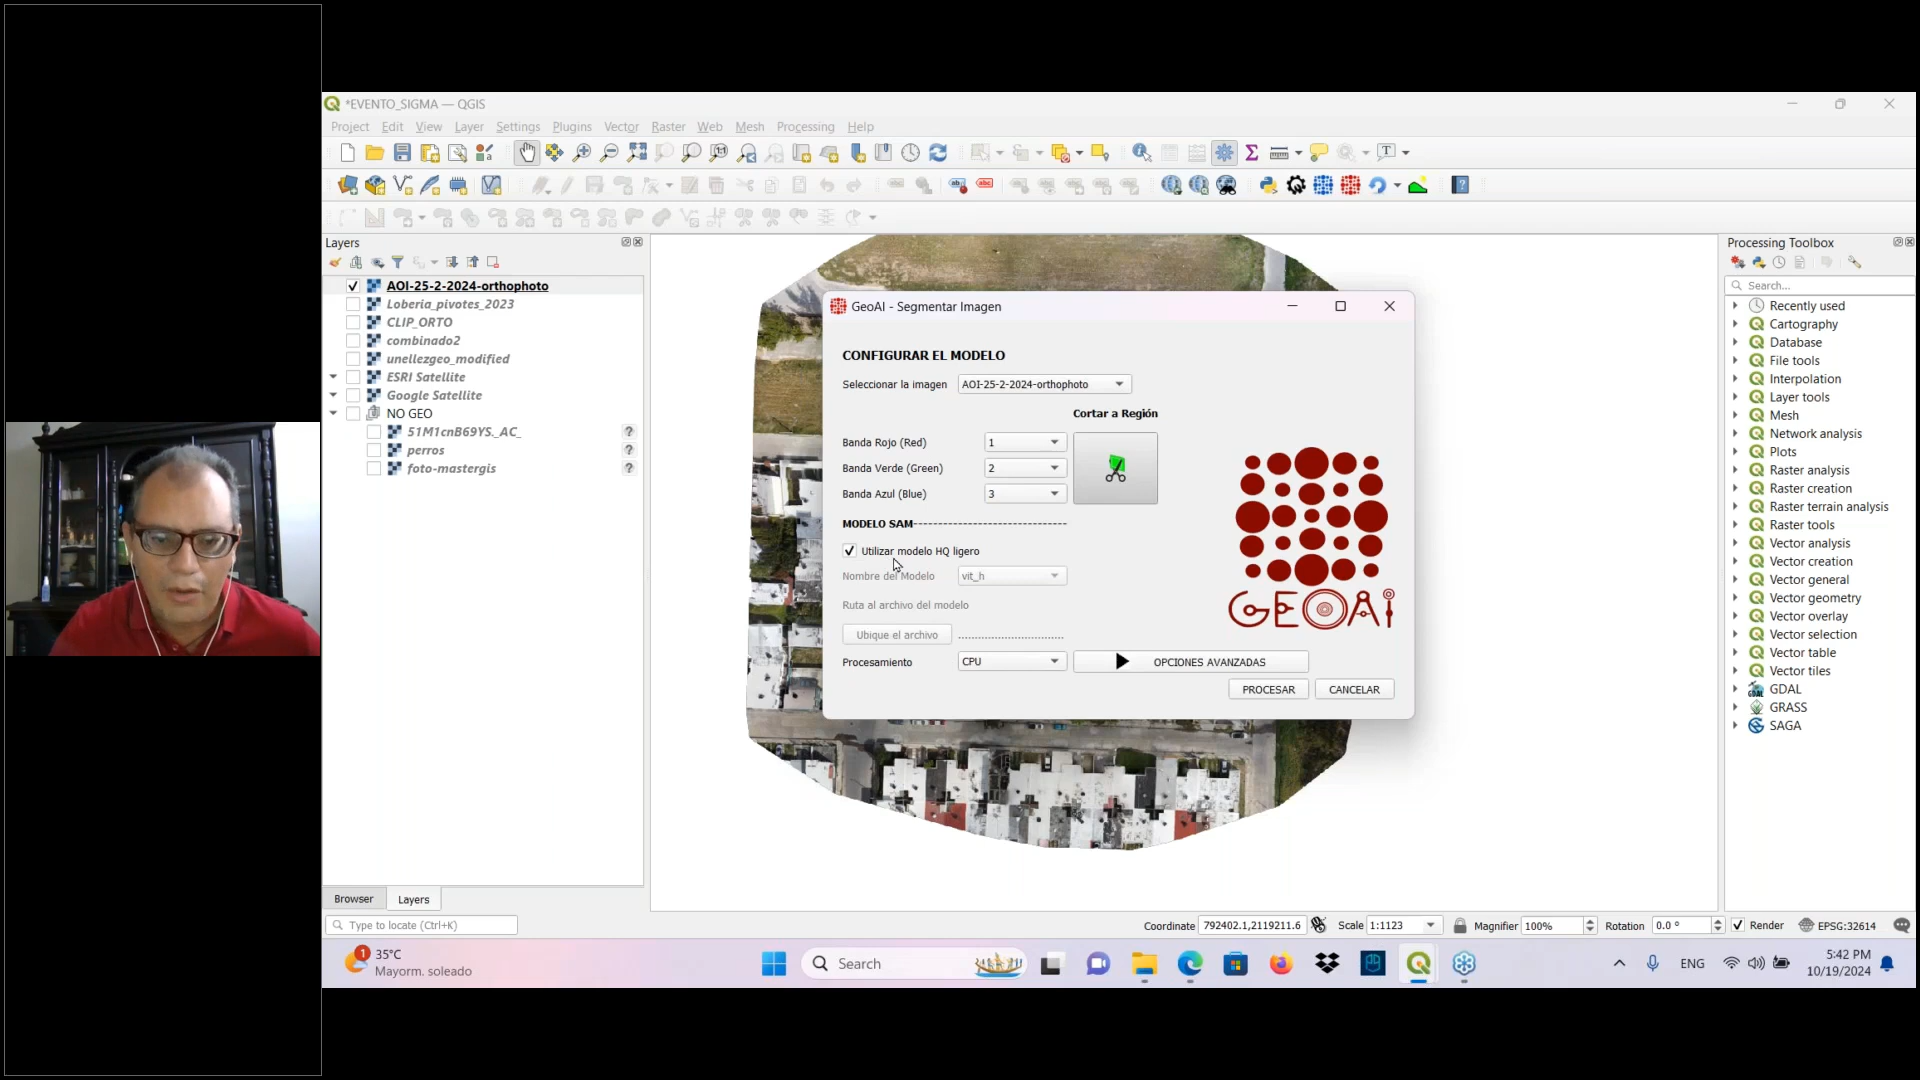 *EVENTO_SIGMA — QGIS
Project Edit View Layer Settings Plugins Vector Raster Web Mesh Processing Help
Layers
AOI-25-2-2024-orthophoto
Loberia_pivotes_2023
CLIP_ORTO
combinado2
unellezgeo_modified
ESRI Satellite
Google Satellite
NO GEO
51M1cnB69YS._AC_
perros
foto-mastergis
Browser Layers
Type to locate (Ctrl+K)
GeoAI - Segmentar Imagen
CONFIGURAR EL MODELO
Seleccionar la imagen AOI-25-2-2024-orthophoto
Cortar a Región
Banda Rojo (Red) 1
Banda Verde (Green) 2
Banda Azul (Blue) 3
MODELO SAM--------------------------------
Utilizar modelo HQ ligero
Nombre del Modelo vit_h
Ruta al archivo del modelo
Ubique el archivo ............................
Procesamiento CPU OPCIONES AVANZADAS
PROCESAR CANCELAR
GEOAi
Processing Toolbox
Search...
Recently used
Cartography
Database
File tools
Interpolation
Layer tools
Mesh
Network analysis
Plots
Raster analysis
Raster creation
Raster terrain analysis
Raster tools
Vector analysis
Vector creation
Vector general
Vector geometry
Vector overlay
Vector selection
Vector table
Vector tiles
GDAL
GRASS
SAGA
Coordinate 792402.1,2119211.6 Scale 1:1123 Magnifier 100% Rotation 0.0 ° Render EPSG:32614
1
35°C
Mayorm. soleado
Search
ENG
5:42 PM
10/19/2024